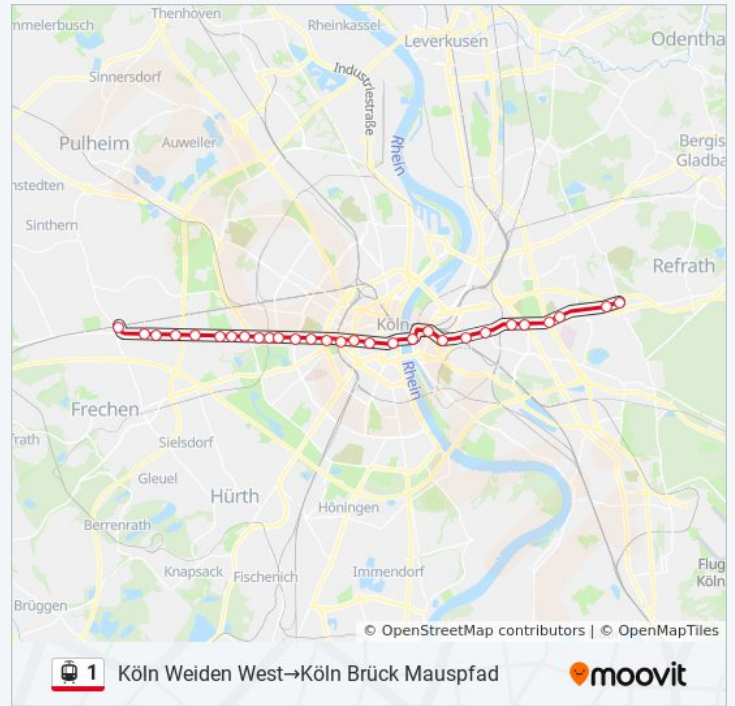 Thenhoven
mmelerbusch
Rheinkassel
Leverkusen
Odentha
Sinnersdorf
Industriestraße
Pulheim
Auweiler
Rhein
Bergis
Gladba
nstedten
Sinthern
Refrath
Köln
Rhein
Frechen
rath
Sielsdorf
Gleuel
Hürth
Höningen
Berrenrath
Knapsack
Fischenich
Immendorf
Flug
Köln
Brüggen
© OpenStreetMap contributors | © OpenMapTiles
1 Köln Weiden West→Köln Brück Mauspfad
moovit